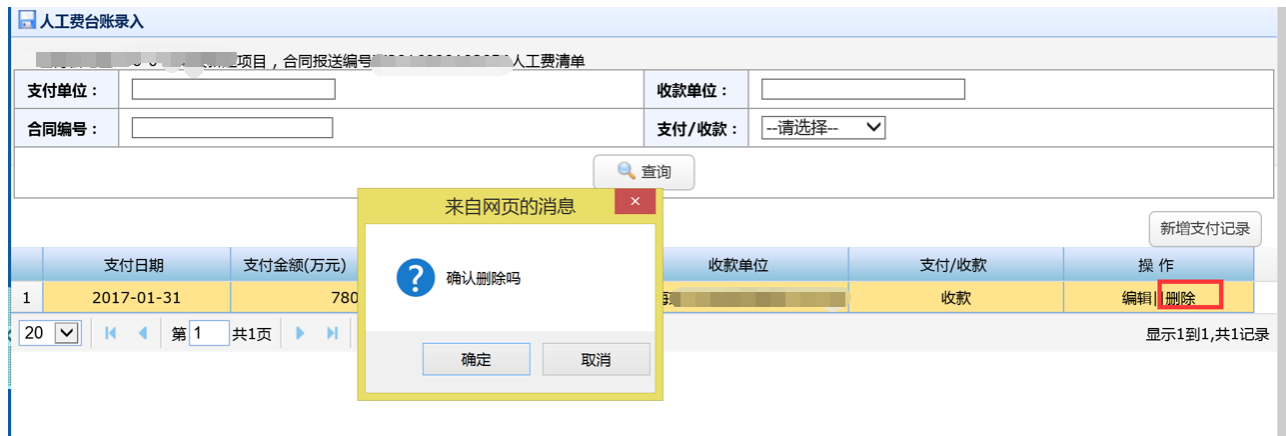 人工费台账录入
项目，合同报送编号 人工费清单
支付单位： 收款单位：
合同编号： 支付/收款： --请选择--
查询
来自网页的消息 ×
新增支付记录
支付日期 支付金额(万元) 收款单位 支付/收款 操 作
? 确认删除吗
1 2017-01-31 780 收款 编辑||删除
20 第 1 共1页 显示1到1,共1记录
确定 取消